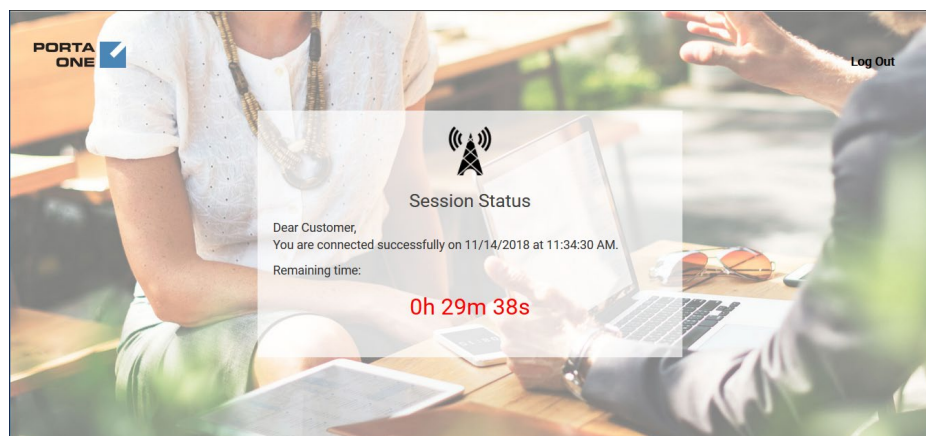 PORTA
ONE
Log Out
Session Status
Dear Customer,
You are connected successfully on 11/14/2018 at 11:34:30 AM.
Remaining time:
0h 29m 38s